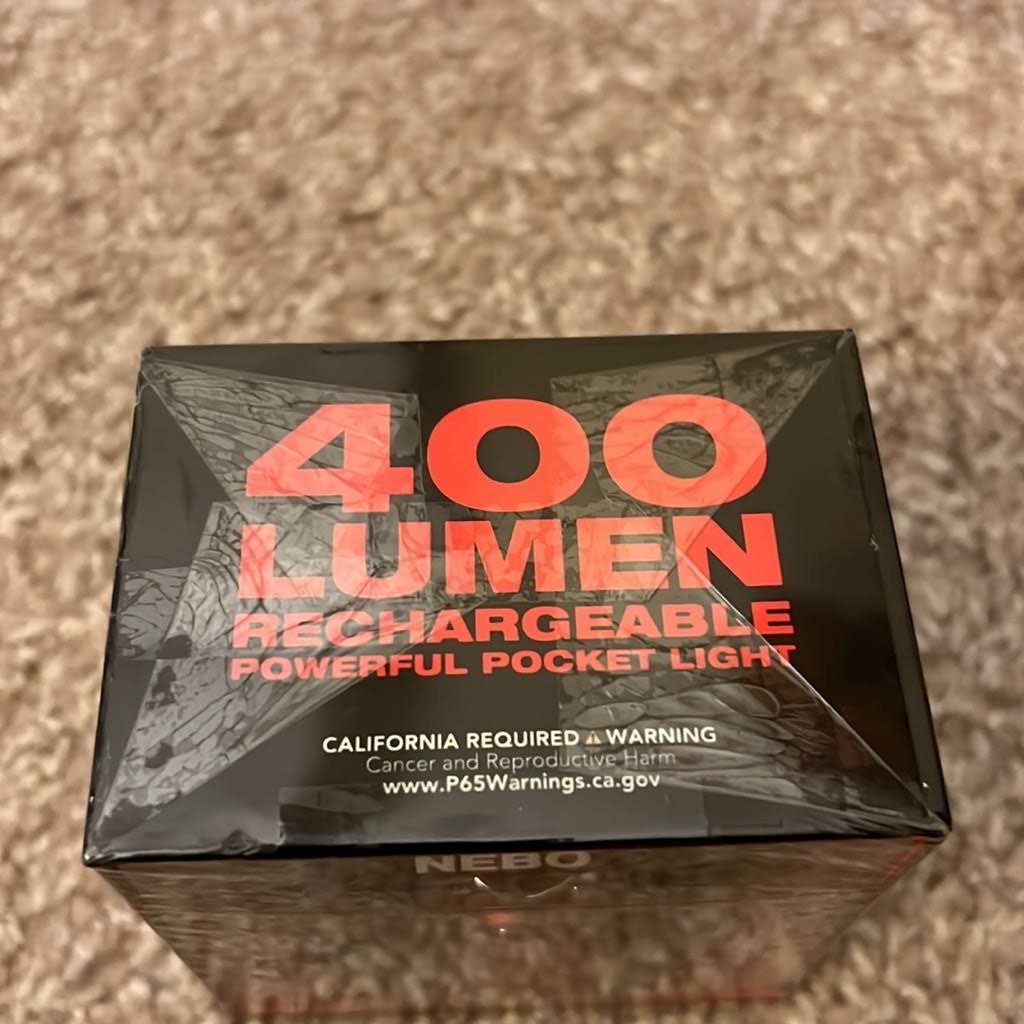 400
LUMEN
RECHARGEABLE
POWERFUL POCKET LIGHT
CALIFORNIA REQUIRED ⚠ WARNING
Cancer and Reproductive Harm
www.P65Warnings.ca.gov
NEBO